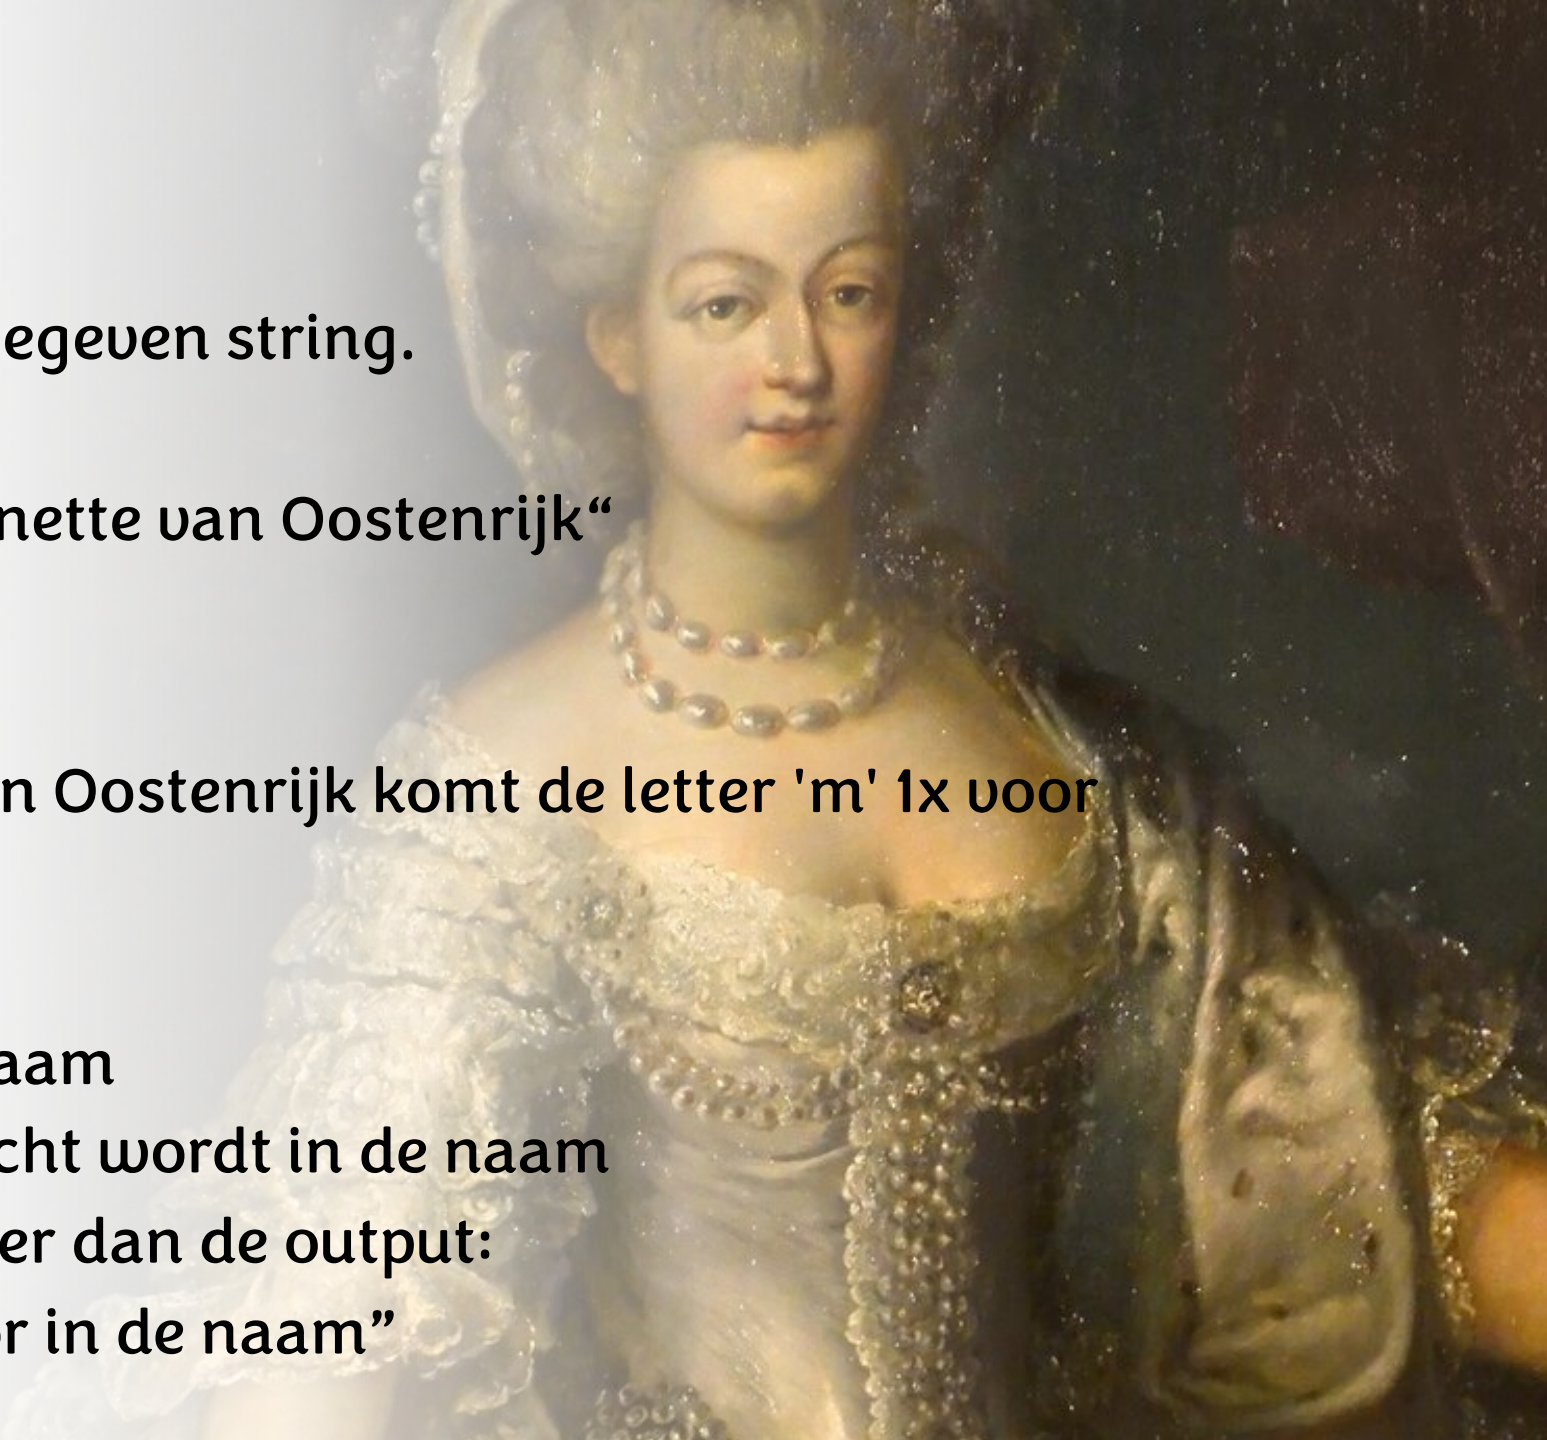 egeven string.
nette van Oostenrijk“
n Oostenrijk komt de letter 'm' 1x voor
aam
cht wordt in de naam
er dan de output:
r in de naam”